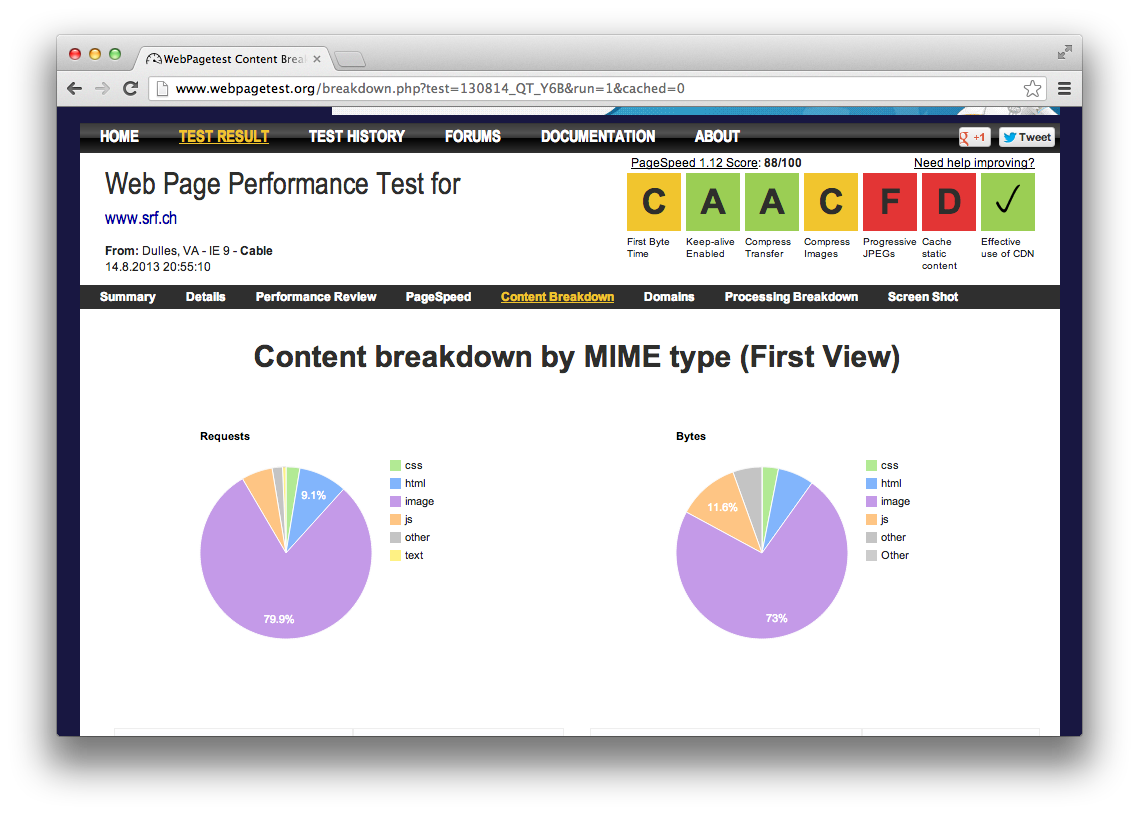 WebPagetest Content Brea
www.webpagetest.org/breakdown.php?test=130814_QT_Y6B&run=1&cached=0
HOME TEST RESULT TEST HISTORY FORUMS DOCUMENTATION ABOUT +1 Tweet
PageSpeed 1.12 Score: 88/100 Need help improving?
Web Page Performance Test for
www.srf.ch
From: Dulles, VA - IE 9 - Cable
14.8.2013 20:55:10
C A A C F D ✓
First Byte Time
Keep-alive Enabled
Compress Transfer
Compress Images
Progressive JPEGs
Cache static content
Effective use of CDN
Summary Details Performance Review PageSpeed Content Breakdown Domains Processing Breakdown Screen Shot
Content breakdown by MIME type (First View)
Requests
css
html
image
js
other
text
9.1%
79.9%
Bytes
css
html
image
js
other
Other
11.6%
73%